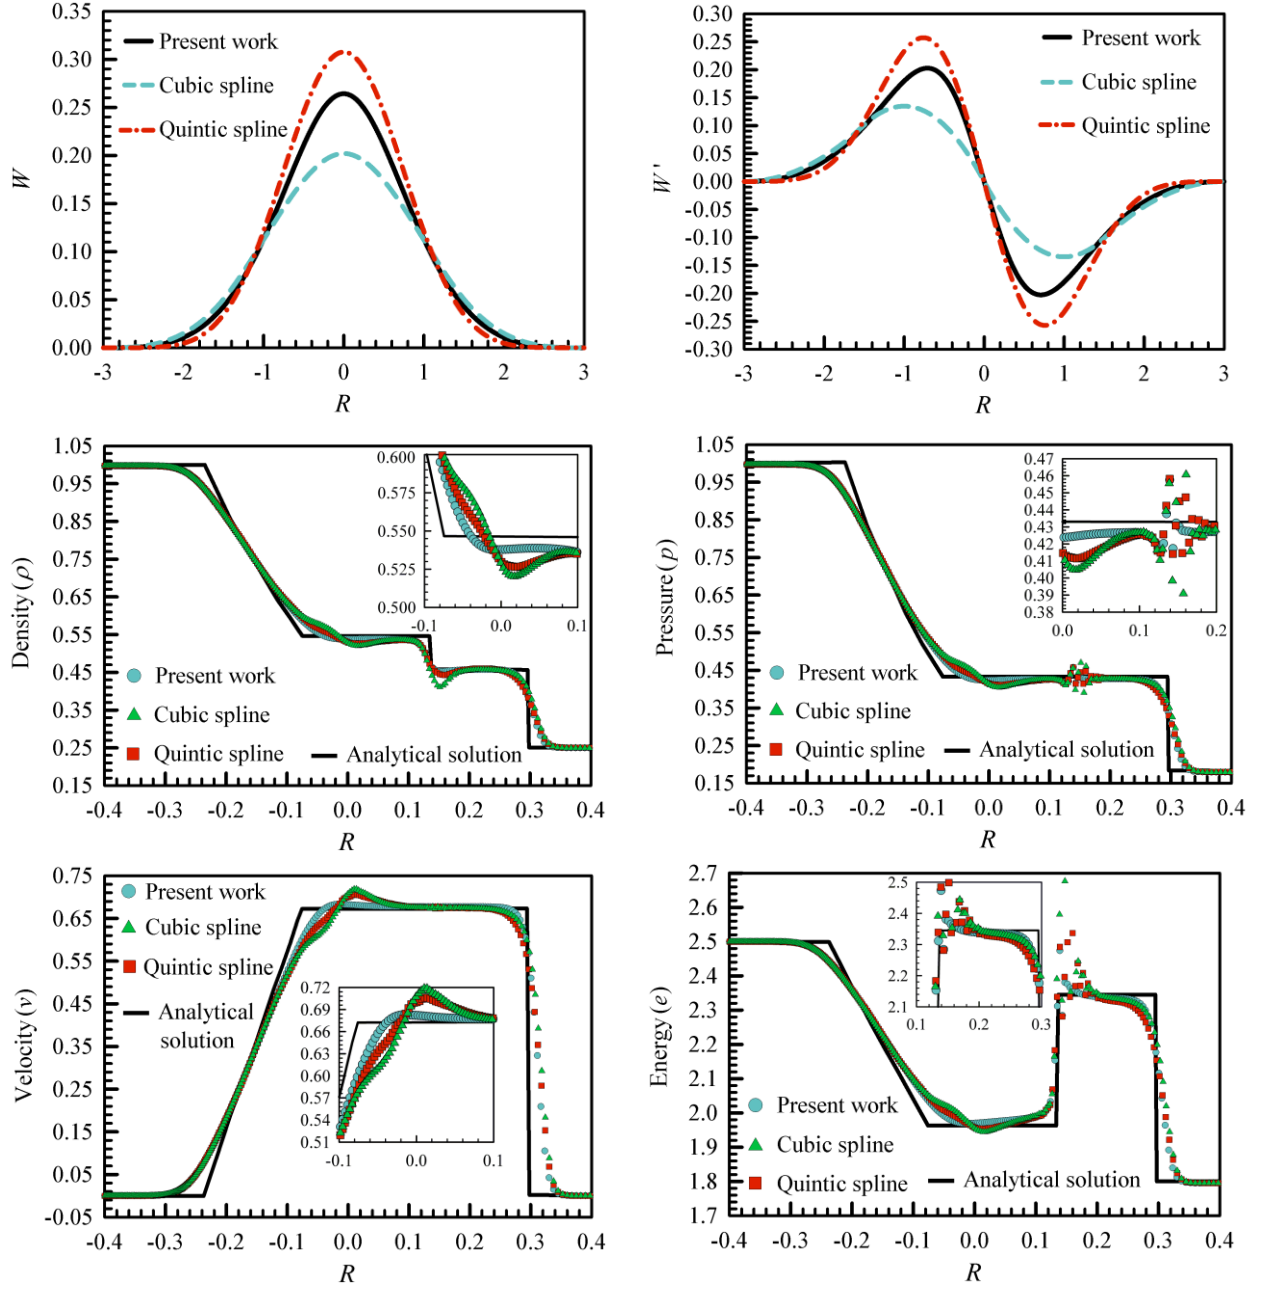 0.35
0.30
0.25
0.20
0.15
0.10
0.05
0.00
W
Present work
Cubic spline
Quintic spline
-3 -2 -1 0 1 2 3
R
0.30
0.25
0.20
0.15
0.10
0.05
0.00
-0.05
-0.10
-0.15
-0.20
-0.25
-0.30
W'
Present work
Cubic spline
Quintic spline
-3 -2 -1 0 1 2 3
R
1.05
0.95
0.85
0.75
0.65
0.55
0.45
0.35
0.25
0.15
Density (ρ)
0.600
0.575
0.550
0.525
0.500
-0.1 0.0 0.1
Present work
Cubic spline
Quintic spline Analytical solution
-0.4 -0.3 -0.2 -0.1 0.0 0.1 0.2 0.3 0.4
R
1.05
0.95
0.85
0.75
0.65
0.55
0.45
0.35
0.25
0.15
Pressure (p)
0.47
0.46
0.45
0.44
0.43
0.42
0.41
0.40
0.39
0.38
0.0 0.1 0.2
Present work
Cubic spline
Quintic spline Analytical solution
-0.4 -0.3 -0.2 -0.1 0.0 0.1 0.2 0.3 0.4
R
0.75
0.65
0.55
0.45
0.35
0.25
0.15
0.05
-0.05
Velocity (v)
Present work
Cubic spline
Quintic spline
Analytical
solution
0.72
0.69
0.66
0.63
0.60
0.57
0.54
0.51
-0.1 0.0 0.1
-0.4 -0.3 -0.2 -0.1 0.0 0.1 0.2 0.3 0.4
R
2.7
2.6
2.5
2.4
2.3
2.2
2.1
2.0
1.9
1.8
1.7
Energy (e)
2.5
2.4
2.3
2.2
2.1
0.1 0.2 0.3
Present work
Cubic spline
Quintic spline Analytical solution
-0.4 -0.3 -0.2 -0.1 0.0 0.1 0.2 0.3 0.4
R